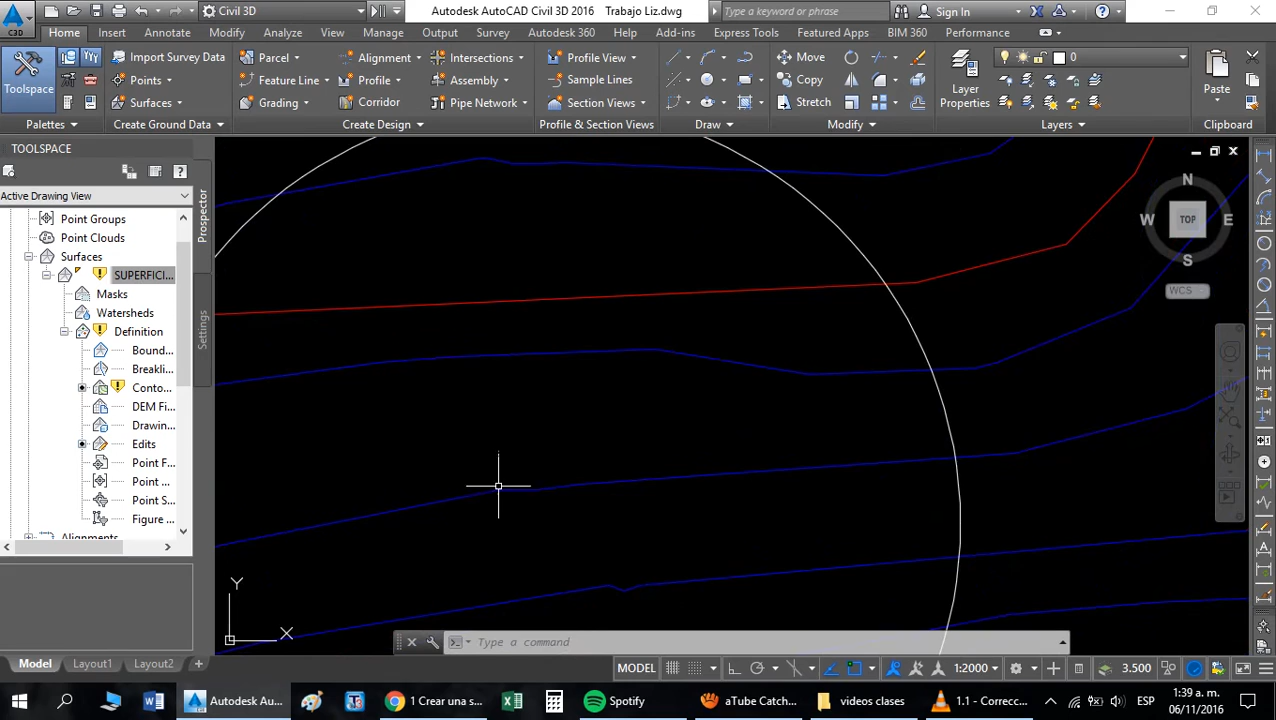 Civil 3D
Autodesk AutoCAD Civil 3D 2016 Trabajo Liz.dwg
Type a keyword or phrase
Sign In
C3D
Home Insert Annotate Modify Analyze View Manage Output Survey Autodesk 360 Help Add-ins Express Tools Featured Apps BIM 360 Performance
Toolspace
Import Survey Data
Points
Surfaces
Parcel
Feature Line
Grading
Alignment
Profile
Corridor
Intersections
Assembly
Pipe Network
Profile View
Sample Lines
Section Views
Move
Copy
Stretch
Layer
Properties
0
Paste
Palettes Create Ground Data Create Design Profile & Section Views Draw Modify Layers Clipboard
TOOLSPACE
Active Drawing View
Point Groups
Point Clouds
Surfaces
SUPERFICI...
Masks
Watersheds
Definition
Bound...
Breakli...
Conto...
DEM Fi...
Drawin...
Edits
Point F...
Point ...
Point S...
Figure ...
Alignments
Prospector
Settings
N
W TOP E
S
WCS
Y
X
Type a command
Model Layout1 Layout2 +
MODEL 1:2000 3.500
Autodesk Au...
1 Crear una s...
Spotify
aTube Catch...
videos clases
1.1 - Correcc...
ESP
1:39 a. m.
06/11/2016